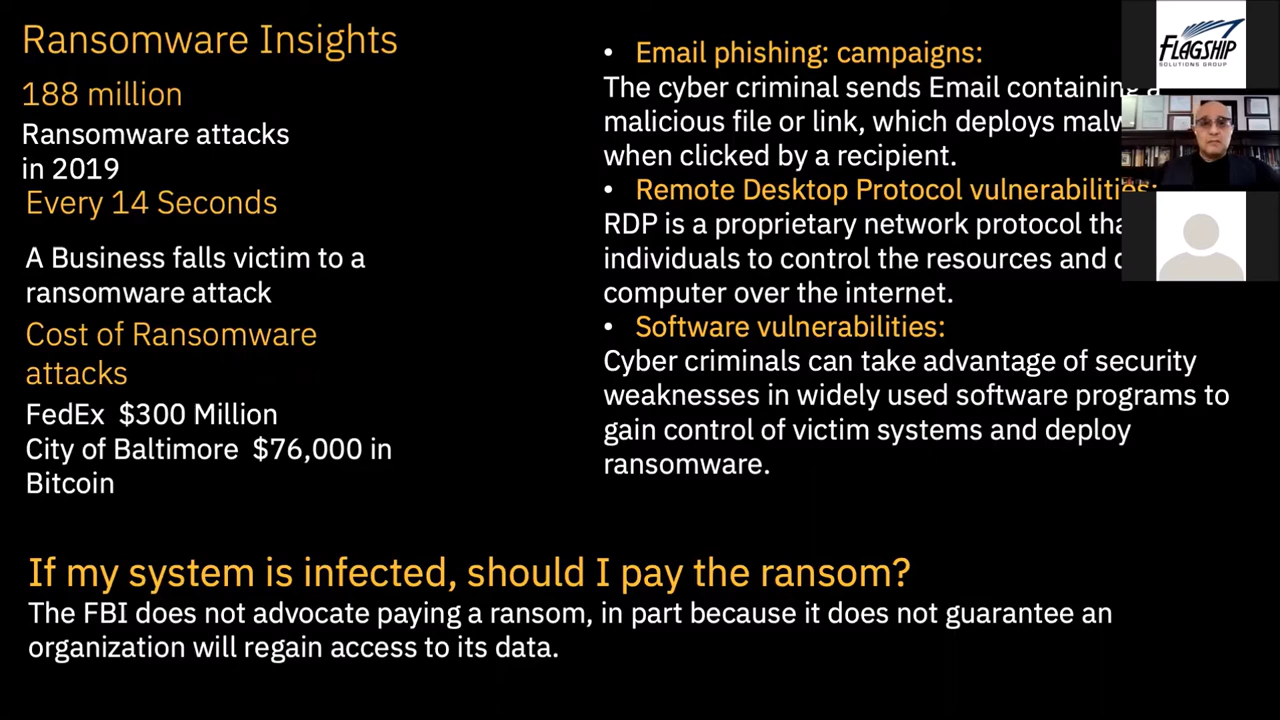 Ransomware Insights
188 million
Ransomware attacks
in 2019
Every 14 Seconds
A Business falls victim to a
ransomware attack
Cost of Ransomware
attacks
FedEx $300 Million
City of Baltimore $76,000 in
Bitcoin
• Email phishing: campaigns:
The cyber criminal sends Email containing a
malicious file or link, which deploys
when clicked by a recipient.
• Remote Desktop Protocol vulnerabilities:
RDP is a proprietary network protocol
individuals to control the resources and
computer over the internet.
• Software vulnerabilities:
Cyber criminals can take advantage of security
weaknesses in widely used software programs to
gain control of victim systems and deploy
ransomware.
If my system is infected, should I pay the ransom?
The FBI does not advocate paying a ransom, in part because it does not guarantee an
organization will regain access to its data.
FLAGSHIP
SOLUTIONS GROUP